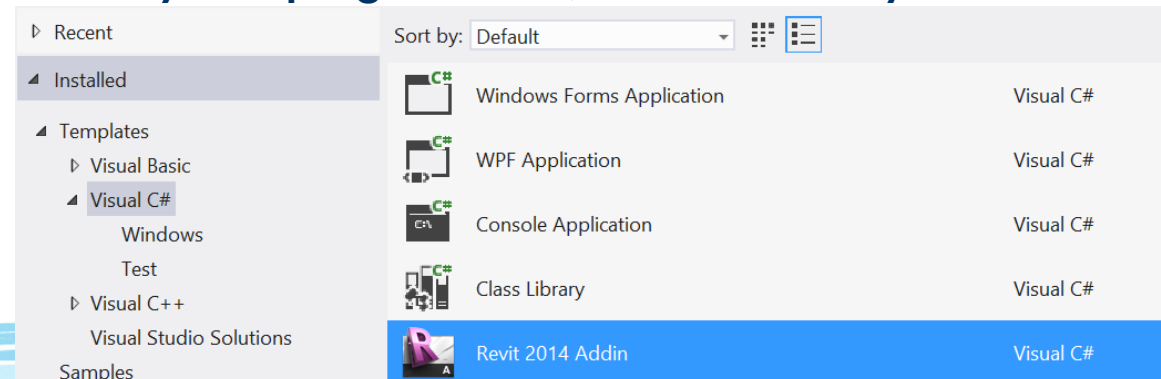 Recent
Installed
Templates
Visual Basic
Visual C#
Windows
Test
Visual C++
Visual Studio Solutions
Samples
Sort by: Default
C# Windows Forms Application Visual C#
C# WPF Application Visual C#
C# C:\ Console Application Visual C#
C# Class Library Visual C#
R A Revit 2014 Addin Visual C#